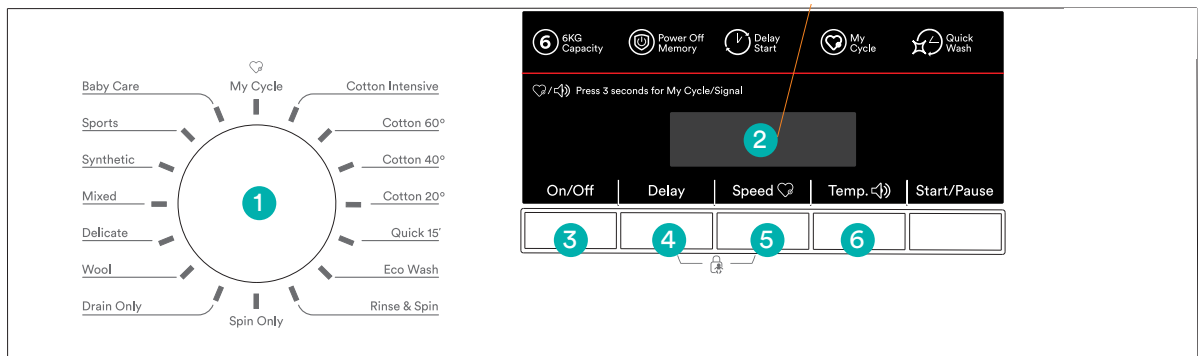 6 6KG
Capacity
Power Off
Memory
Delay
Start
My
Cycle
Quick
Wash
Press 3 seconds for My Cycle/Signal
2
On/Off Delay Speed Temp. Start/Pause
3 4 5 6
My Cycle
Baby Care
Sports
Synthetic
Mixed
Delicate
Wool
Drain Only
Spin Only
Cotton Intensive
Cotton 60°
Cotton 40°
Cotton 20°
Quick 15'
Eco Wash
Rinse & Spin
1